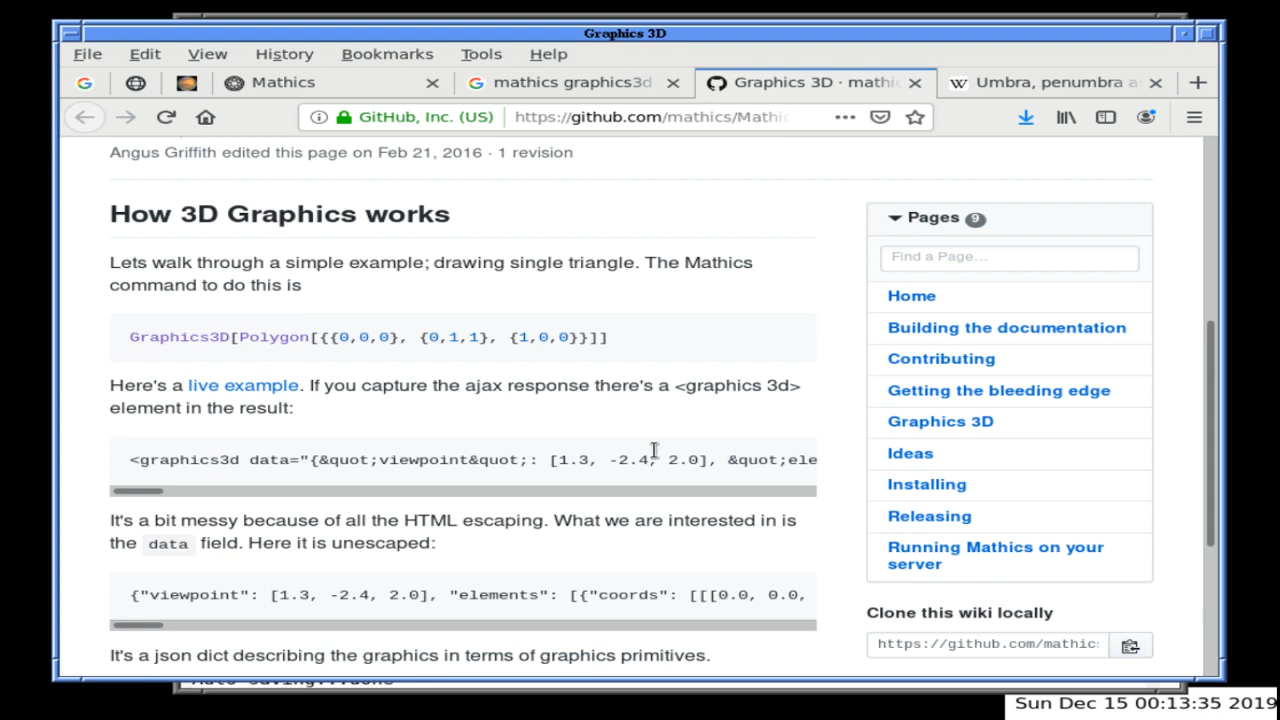 Graphics 3D
File Edit View History Bookmarks Tools Help
Mathics mathics graphics3d Graphics 3D · mathic Umbra, penumbra a
GitHub, Inc. (US) https://github.com/mathics/Mathic
Angus Griffith edited this page on Feb 21, 2016 · 1 revision
How 3D Graphics works
Lets walk through a simple example; drawing single triangle. The Mathics
command to do this is
Graphics3D[Polygon[{{0,0,0}, {0,1,1}, {1,0,0}}]]
Here's a live example. If you capture the ajax response there's a <graphics 3d>
element in the result:
<graphics3d data="{&quot;viewpoint&quot;: [1.3, -2.4, 2.0], &quot;ele
It's a bit messy because of all the HTML escaping. What we are interested in is
the data field. Here it is unescaped:
{"viewpoint": [1.3, -2.4, 2.0], "elements": [{"coords": [[[0.0, 0.0,
It's a json dict describing the graphics in terms of graphics primitives.
Pages 9
Find a Page...
Home
Building the documentation
Contributing
Getting the bleeding edge
Graphics 3D
Ideas
Installing
Releasing
Running Mathics on your
server
Clone this wiki locally
https://github.com/mathics
Sun Dec 15 00:13:35 2019